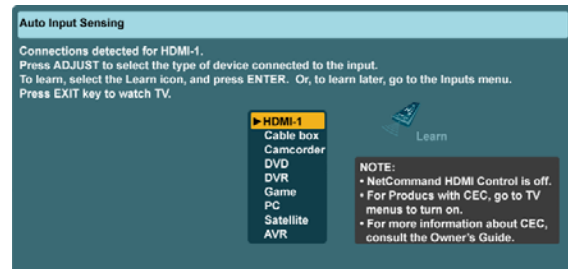 Auto Input Sensing
Connections detected for HDMI-1.
Press ADJUST to select the type of device connected to the input.
To learn, select the Learn icon, and press ENTER. Or, to learn later, go to the Inputs menu.
Press EXIT key to watch TV.
►HDMI-1
Cable box
Camcorder
DVD
DVR
Game
PC
Satellite
AVR
Learn
NOTE:
• NetCommand HDMI Control is off.
• For Producs with CEC, go to TV
menus to turn on.
• For more information about CEC,
consult the Owner's Guide.